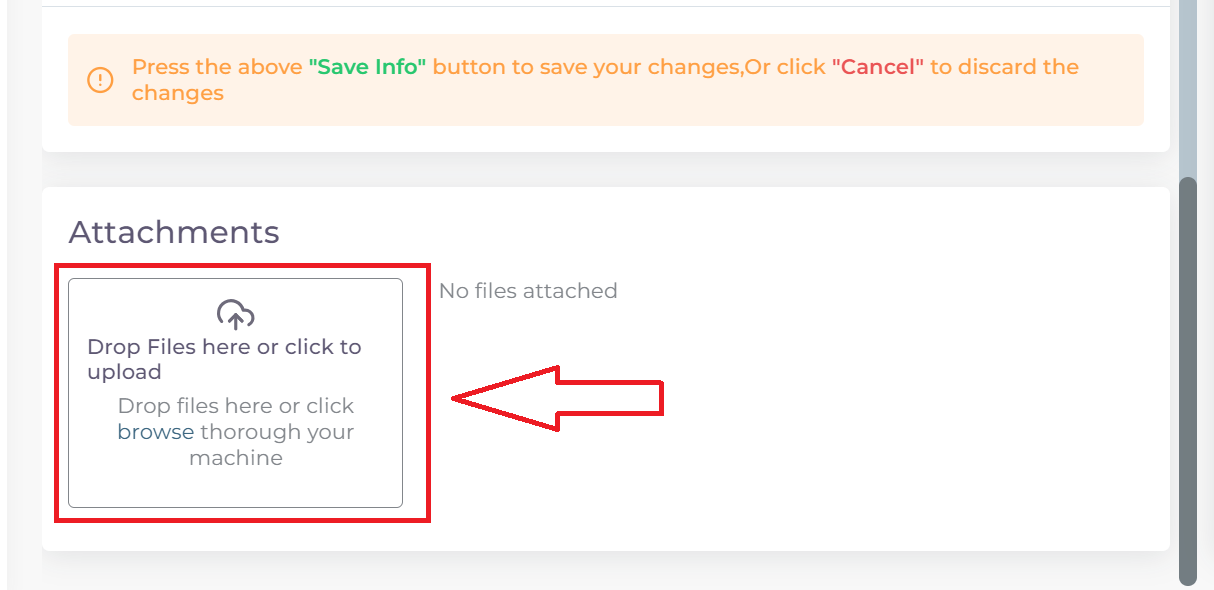 Press the above "Save Info" button to save your changes,Or click "Cancel" to discard the
changes
Attachments
No files attached
Drop Files here or click to
upload
Drop files here or click
browse thorough your
machine